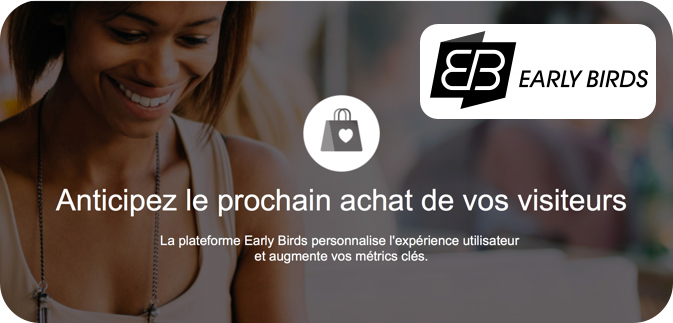 EB EARLY BIRDS
Anticipez le prochain achat de vos visiteurs
La plateforme Early Birds personnalise l'expérience utilisateur
et augmente vos métrics clés.